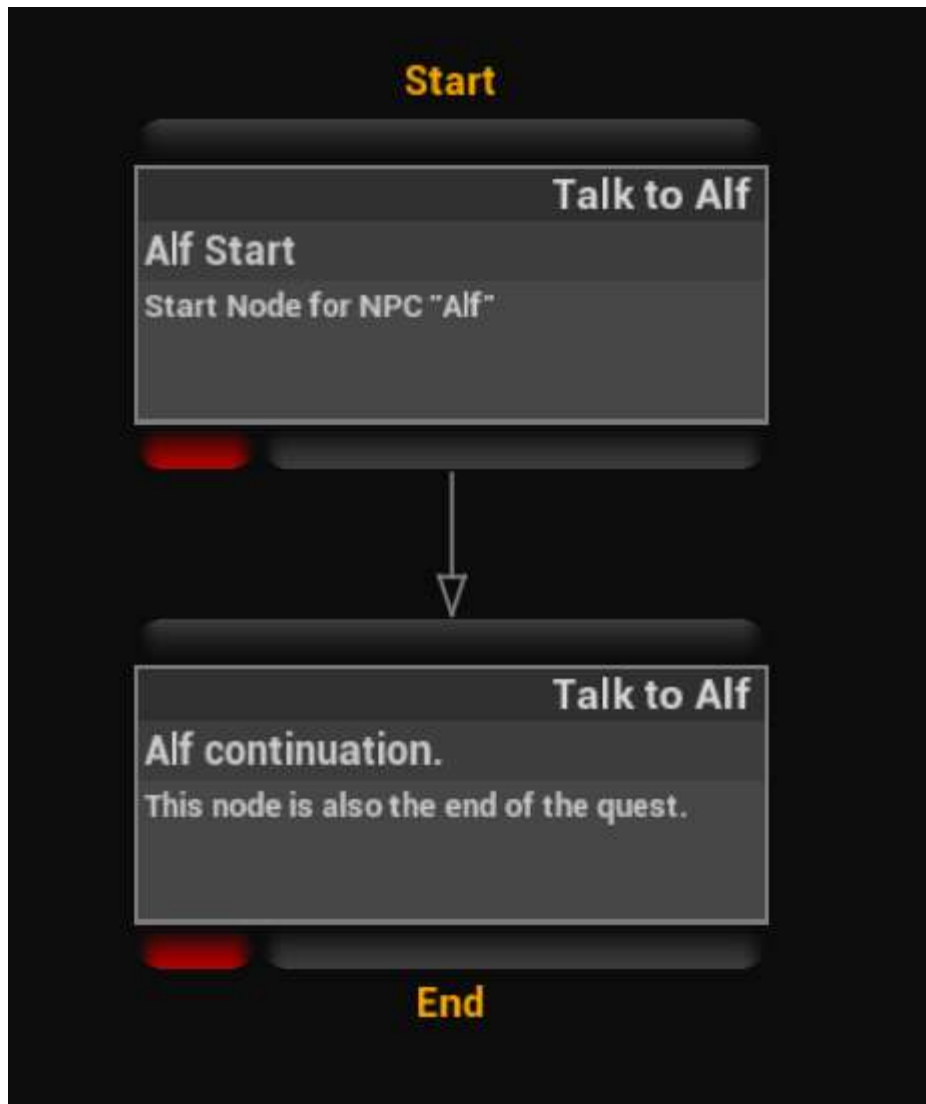 Start
Talk to Alf
Alf Start
Start Node for NPC "Alf"
Talk to Alf
Alf continuation.
This node is also the end of the quest.
End